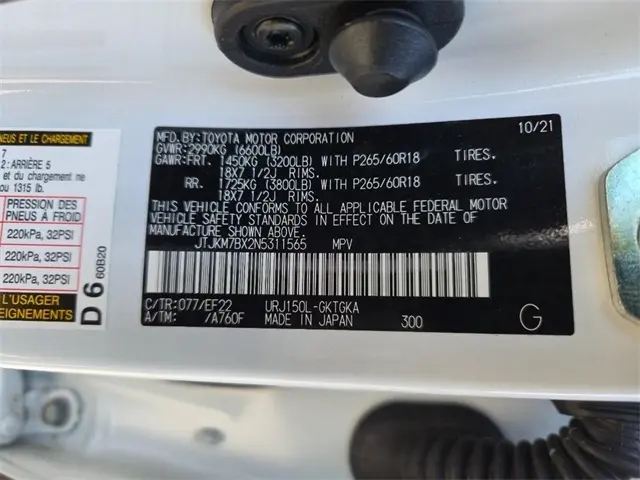 PNEUS ET LE CHARGEMENT
7
2: ARRIÈRE 5
et du chargement ne
ou 1315 lb.
PRESSION DES
PNEUS À FROID
220kPa, 32PSI
220kPa, 32PSI
220kPa, 32PSI
L'USAGER
EIGNEMENTS
D 6
60B20
MFD.BY:TOYOTA MOTOR CORPORATION 10/21
GVWR:2990KG (6600LB)
GAWR:FRT. 1450KG (3200LB) WITH P265/60R18 TIRES.
18X7 1/2J RIMS.
RR. 1725KG (3800LB) WITH P265/60R18 TIRES.
18X7 1/2J RIMS.
THIS VEHICLE CONFORMS TO ALL APPLICABLE FEDERAL MOTOR
VEHICLE SAFETY STANDARDS IN EFFECT ON THE DATE OF
MANUFACTURE SHOWN ABOVE.
JTJKM7BX2N5311565 MPV
C/TR:077/EF22 URJ150L-GKTGKA
A/TM: /A760F MADE IN JAPAN 300 G